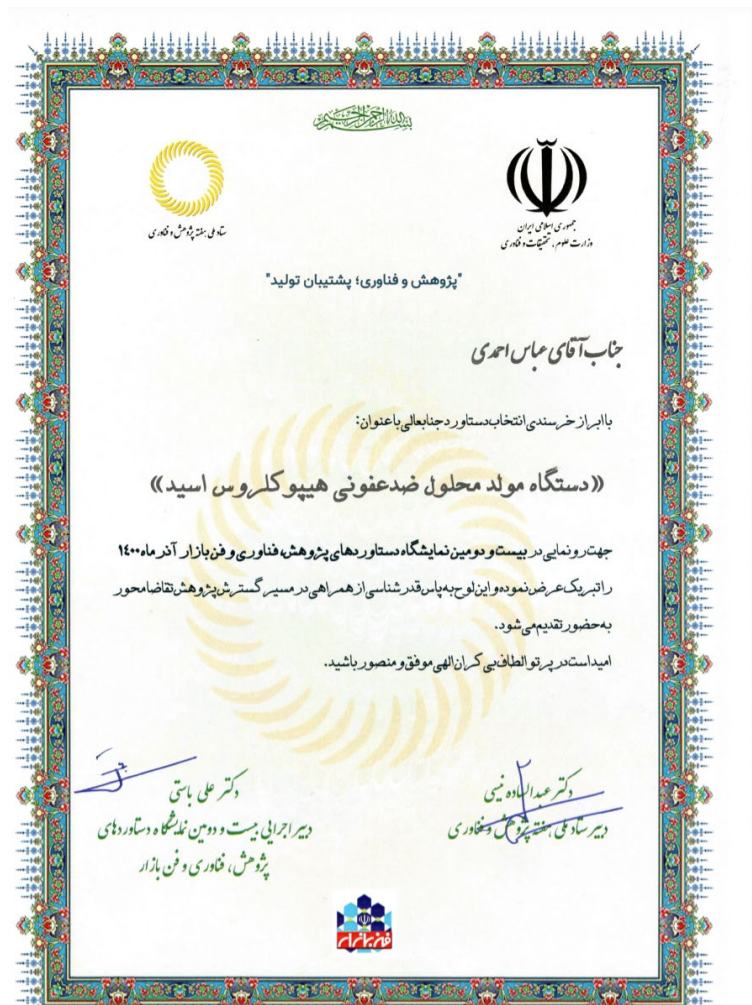 بسم الله الرحمن الرحیم
جمهوری اسلامی ایران
وزارت علوم، تحقیقات و فناوری
ستاد ملی هفته پژوهش و فناوری
"پژوهش و فناوری؛ پشتیبان تولید"
جناب آقای عباس احمدی
با ابراز خرسندی انتخاب دستاورد جنابعالی با عنوان:
«دستگاه مولد محلول ضدعفونی هیپوکلروس اسید»
جهت رونمایی در بیست و دومین نمایشگاه دستاوردهای پژوهش، فناوری و فن بازار آذر ماه ۱۴۰۰
را تبریک عرض نموده و این لوح به پاس قدرشناسی از همراهی در مسیر گسترش پژوهش تقاضا محور
به حضور تقدیم می شود.
امید است در پرتو الطاف بی کران الهی موفق و منصور باشید.
دکتر عبدالساده نیسی
دبیر ستاد ملی هفته پژوهش و فناوری
دکتر علی باستی
دبیر اجرایی بیست و دومین نمایشگاه دستاوردهای
پژوهش، فناوری و فن بازار
فن بازار